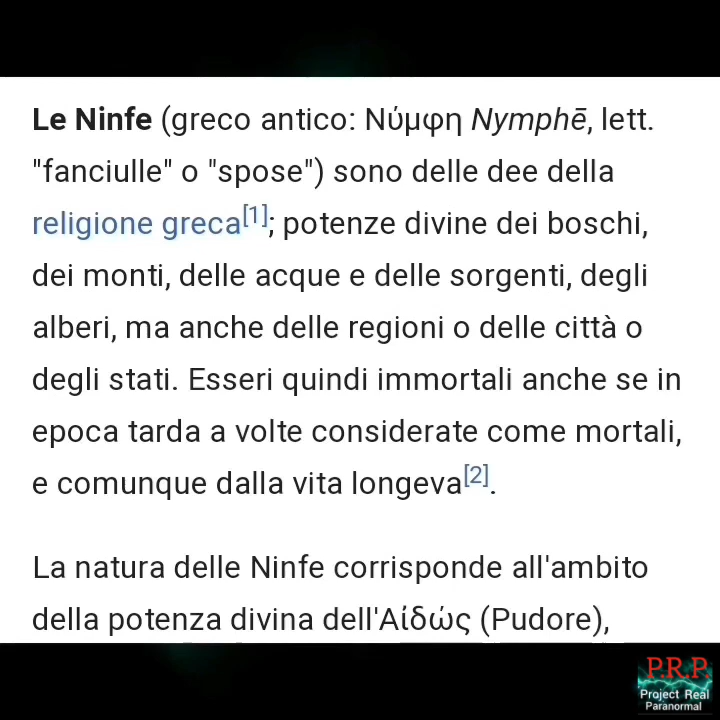 Le Ninfe (greco antico: Νύμφη Nymphē, lett.
"fanciulle" o "spose") sono delle dee della
religione greca[1]; potenze divine dei boschi,
dei monti, delle acque e delle sorgenti, degli
alberi, ma anche delle regioni o delle città o
degli stati. Esseri quindi immortali anche se in
epoca tarda a volte considerate come mortali,
e comunque dalla vita longeva[2].
La natura delle Ninfe corrisponde all'ambito
della potenza divina dell'Αἰδώς (Pudore),
P.R.P.
Project Real
Paranormal